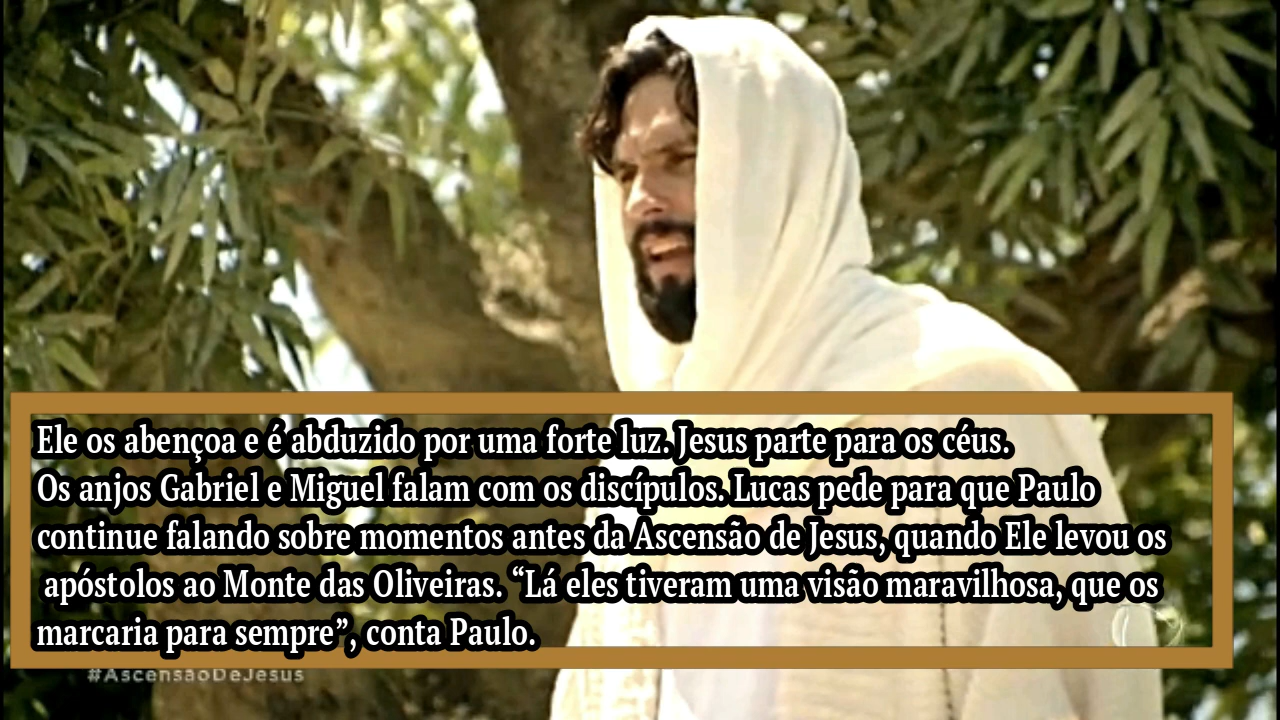 Ele os abençoa e é abduzido por uma forte luz. Jesus parte para os céus.
Os anjos Gabriel e Miguel falam com os discípulos. Lucas pede para que Paulo
continue falando sobre momentos antes da Ascensão de Jesus, quando Ele levou os
apóstolos ao Monte das Oliveiras. “Lá eles tiveram uma visão maravilhosa, que os
marcaria para sempre”, conta Paulo.
#AscensãoDeJesus